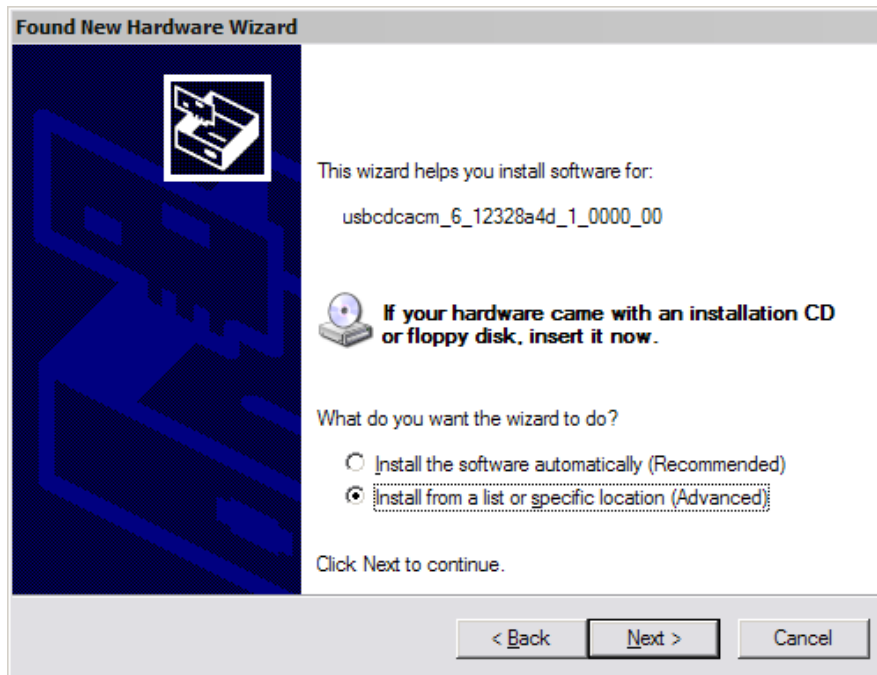 Found New Hardware Wizard
This wizard helps you install software for:
usbcdcacm_6_12328a4d_1_0000_00
If your hardware came with an installation CD
or floppy disk, insert it now.
What do you want the wizard to do?
Install the software automatically (Recommended)
Install from a list or specific location (Advanced)
Click Next to continue.
< Back
Next >
Cancel